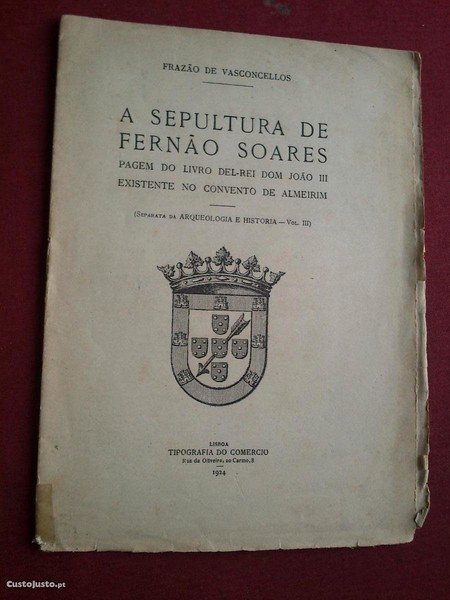 FRAZÃO DE VASCONCELLOS
A SEPULTURA DE
FERNÃO SOARES
PAGEM DO LIVRO DEL-REI DOM JOÃO III
EXISTENTE NO CONVENTO DE ALMEIRIM
(SEPARATA DA ARQUEOLOGIA E HISTORIA — VOL. III)
LISBOA
TIPOGRAFIA DO COMERCIO
Rua da Oliveira, ao Carmo, 8
1924
CustoJusto.pt